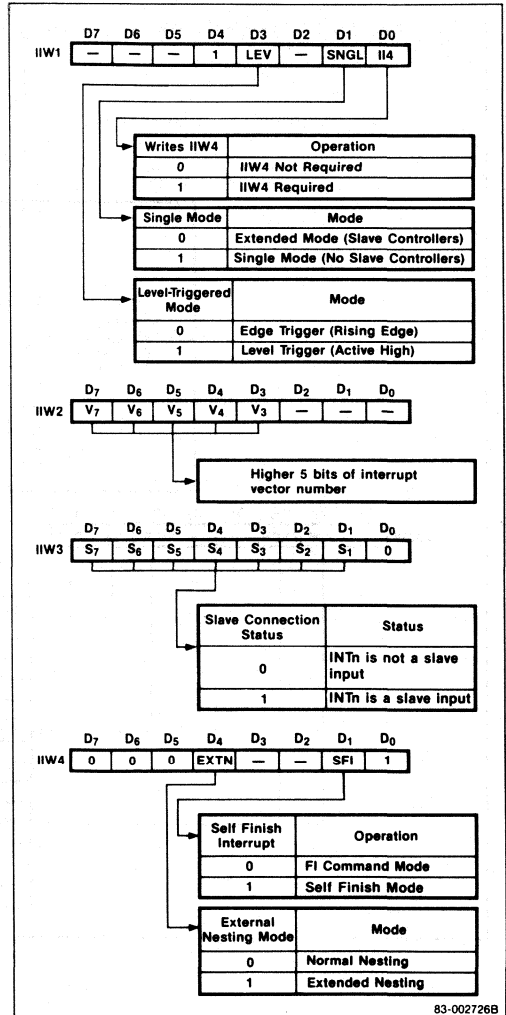 D7 D6 D5 D4 D3 D2 D1 D0
IIW1 — — — 1 LEV — SNGL II4
Writes IIW4 Operation
0 IIW4 Not Required
1 IIW4 Required
Single Mode Mode
0 Extended Mode (Slave Controllers)
1 Single Mode (No Slave Controllers)
Level-Triggered
Mode Mode
0 Edge Trigger (Rising Edge)
1 Level Trigger (Active High)
D7 D6 D5 D4 D3 D2 D1 D0
IIW2 V7 V6 V5 V4 V3 — — —
Higher 5 bits of interrupt
vector number
D7 D6 D5 D4 D3 D2 D1 D0
IIW3 S7 S6 S5 S4 S3 S2 S1 0
Slave Connection
Status Status
0 INTn is not a slave
input
1 INTn is a slave input
D7 D6 D5 D4 D3 D2 D1 D0
IIW4 0 0 0 EXTN — — SFI 1
Self Finish
Interrupt Operation
0 FI Command Mode
1 Self Finish Mode
External
Nesting Mode Mode
0 Normal Nesting
1 Extended Nesting
83-002726B